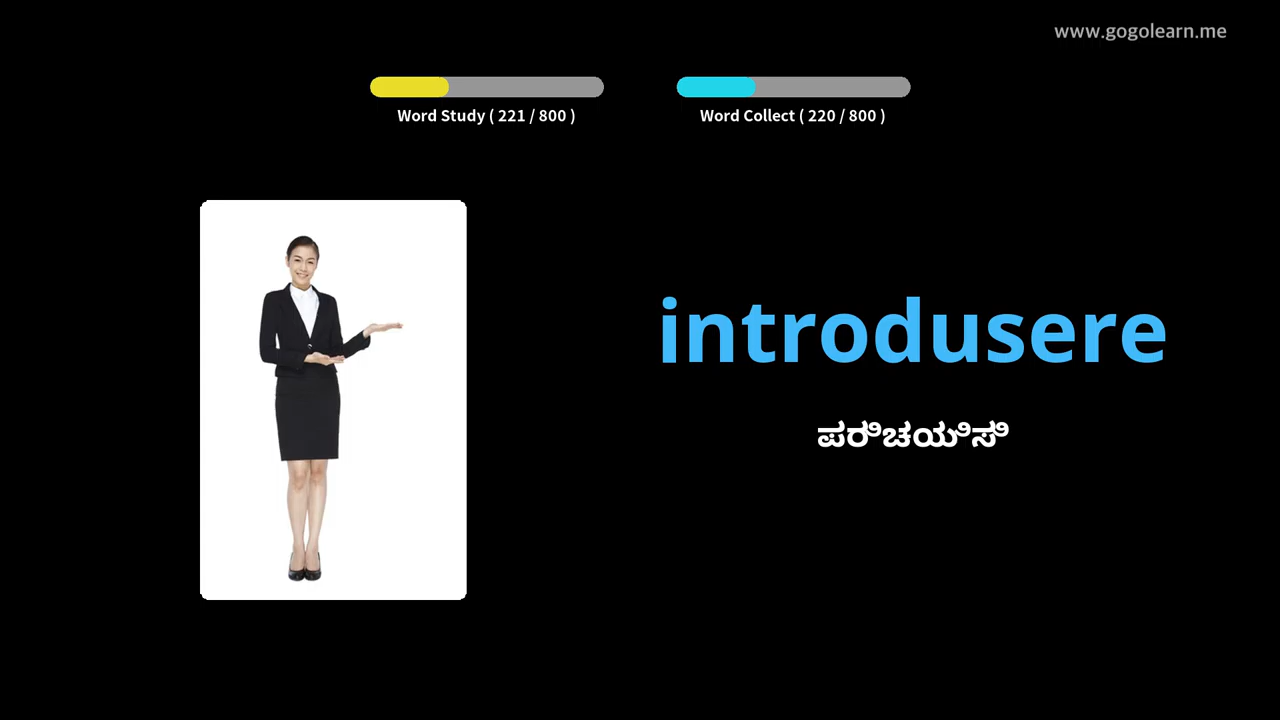 www.gogolearn.me
Word Study ( 221 / 800 )
Word Collect ( 220 / 800 )
introdusere
ಪರಿಚಯಿಸಿ